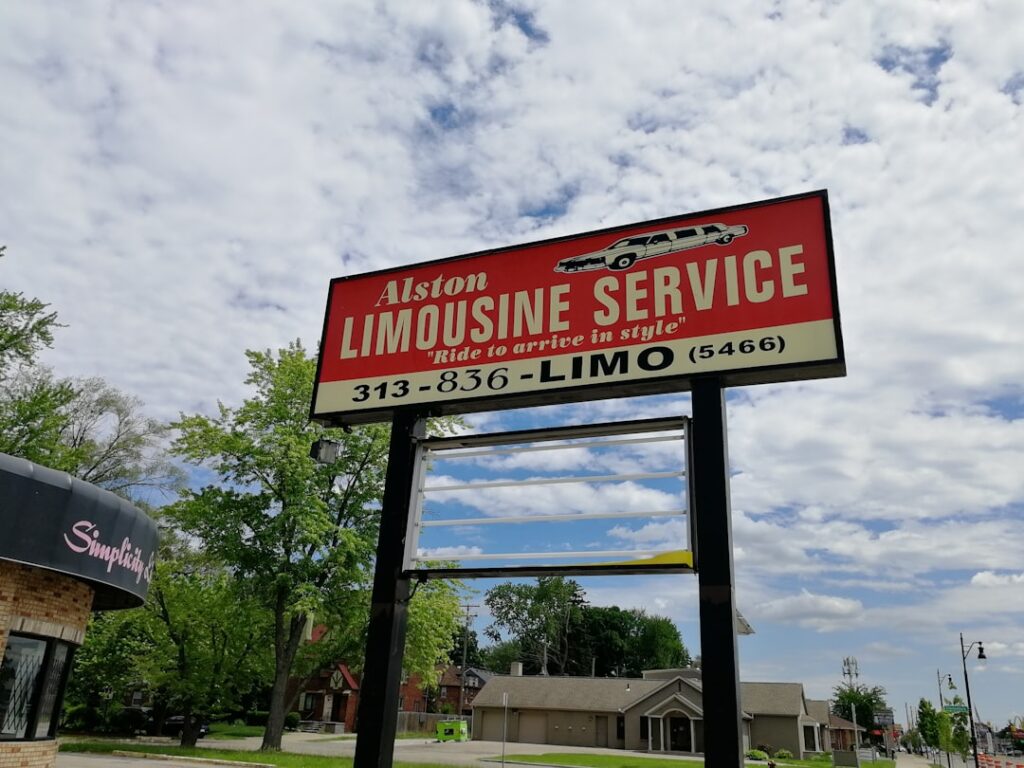 Alston
LIMOUSINE SERVICE
"Ride to arrive in style"
313-836-LIMO (5466)
Simplicity